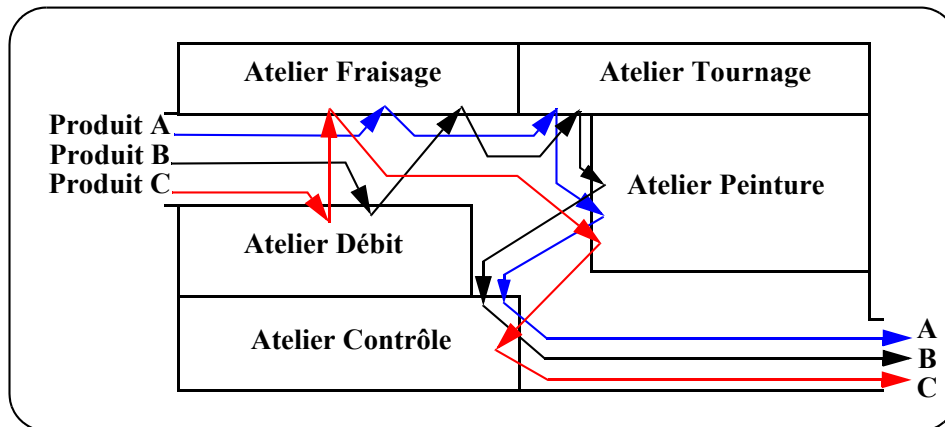 Atelier Fraisage
Atelier Tournage
Produit A
Produit B
Produit C
Atelier Peinture
Atelier Débit
Atelier Contrôle
A
B
C